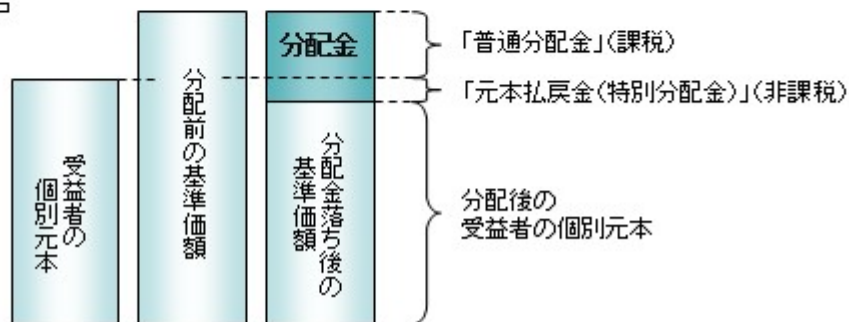 分配金
「普通分配金」(課税)
「元本払戻金(特別分配金)」(非課税)
受益者の
個別元本
分配前の基準価額
分配金落ち後の
基準価額
分配後の
受益者の個別元本